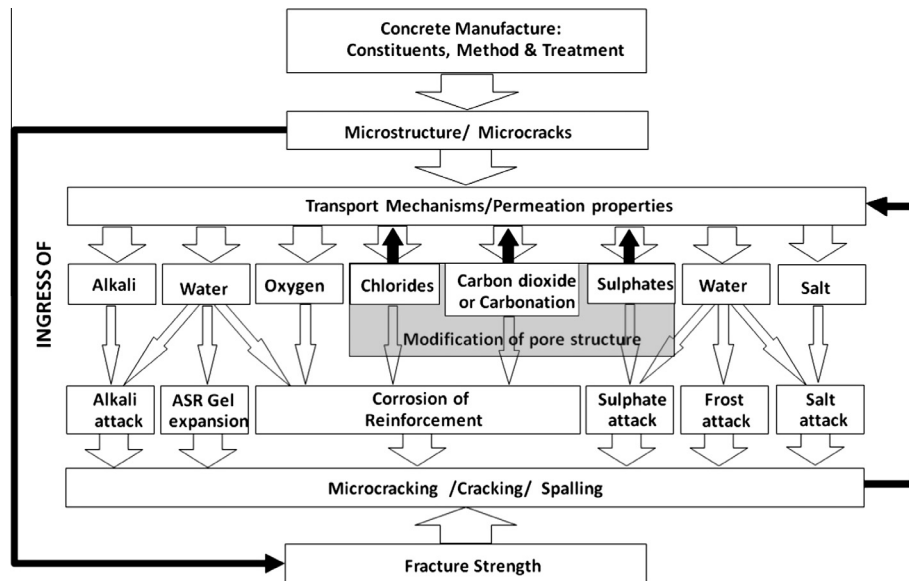 Concrete Manufacture:
Constituents, Method & Treatment
Microstructure/ Microcracks
Transport Mechanisms/Permeation properties
INGRESS OF
Alkali
Water
Oxygen
Chlorides
Carbon dioxide
or Carbonation
Sulphates
Water
Salt
Modification of pore structure
Alkali
attack
ASR Gel
expansion
Corrosion of
Reinforcement
Sulphate
attack
Frost
attack
Salt
attack
Microcracking /Cracking/ Spalling
Fracture Strength